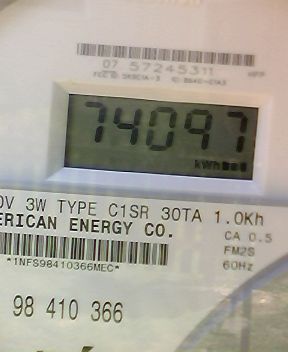 07 57245311
74097
kWh
0V 3W TYPE C1SR 30TA 1.0Kh
ERICAN ENERGY CO.
CA 0.5
FM2S
60Hz
*1NFS98410366MEC*
98 410 366